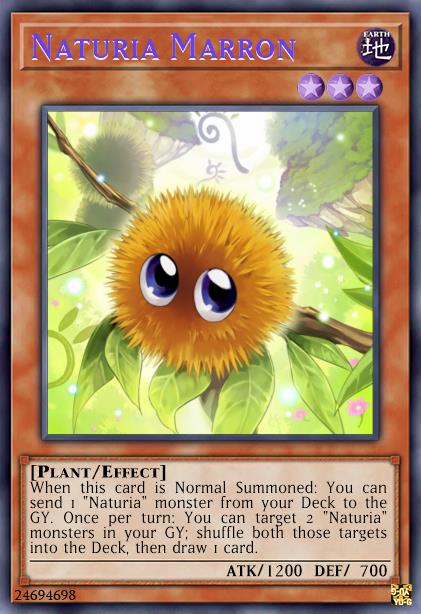 Naturia Marron
EARTH
地
[Plant/Effect]
When this card is Normal Summoned: You can
send 1 "Naturia" monster from your Deck to the
GY. Once per turn: You can target 2 "Naturia"
monsters in your GY; shuffle both those targets
into the Deck, then draw 1 card.
ATK/1200 DEF/ 700
24694698